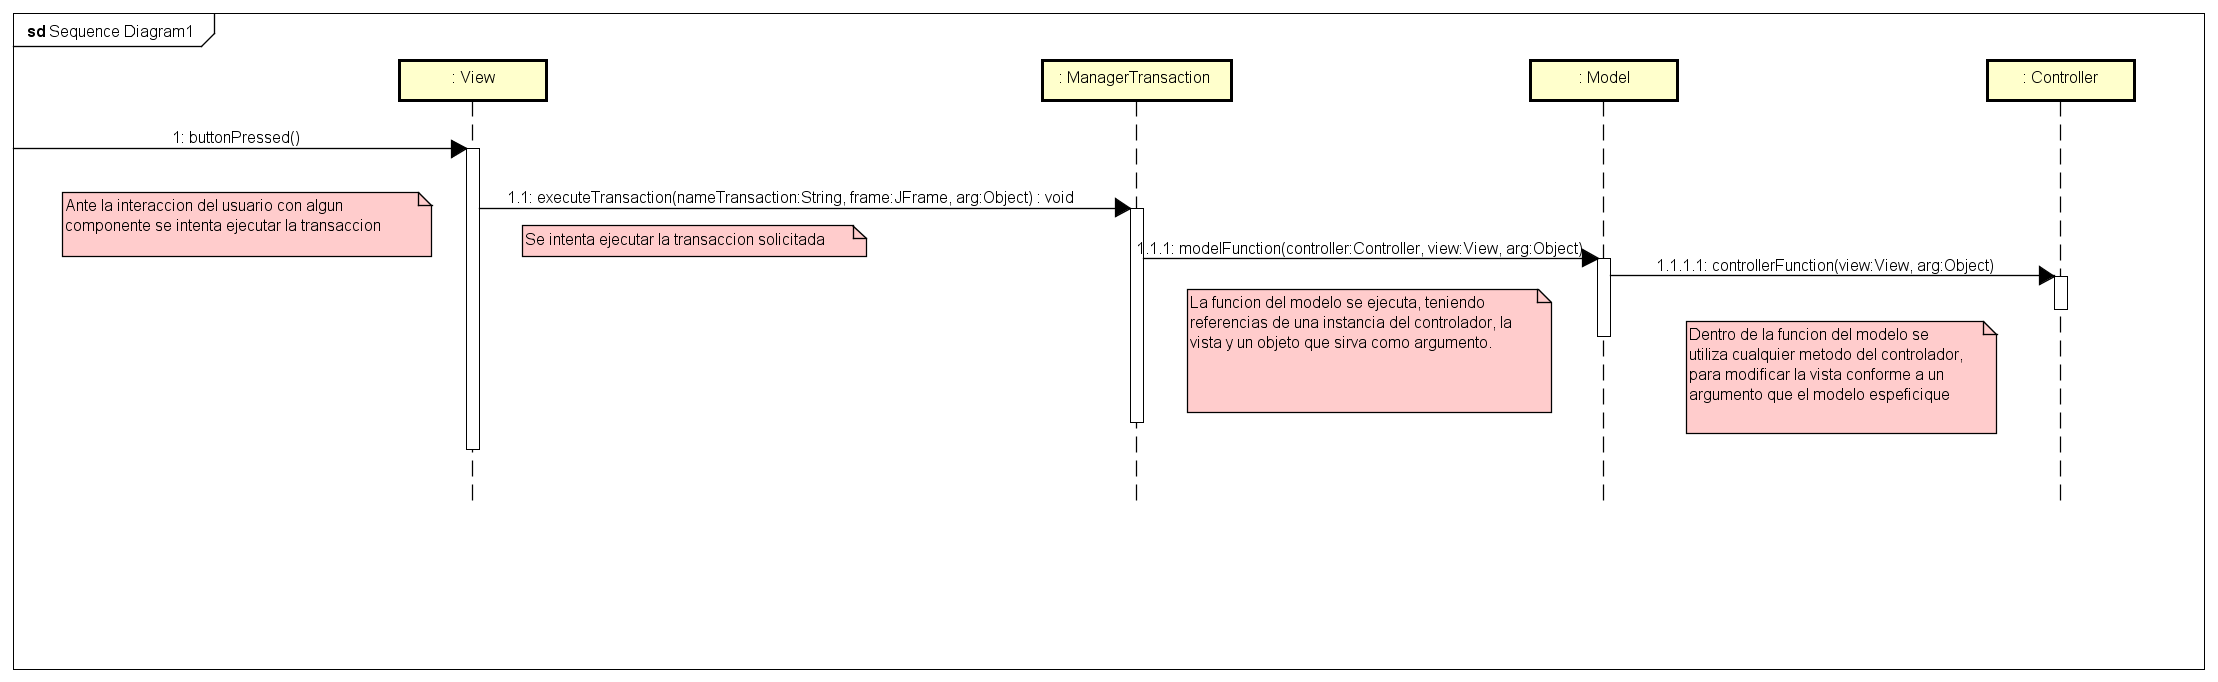 sd Sequence Diagram1
: View
: ManagerTransaction
: Model
: Controller
1: buttonPressed()
1.1: executeTransaction(nameTransaction:String, frame:JFrame, arg:Object) : void
Ante la interaccion del usuario con algun
componente se intenta ejecutar la transaccion
Se intenta ejecutar la transaccion solicitada
1.1.1: modelFunction(controller:Controller, view:View, arg:Object)
1.1.1.1: controllerFunction(view:View, arg:Object)
La funcion del modelo se ejecuta, teniendo
referencias de una instancia del controlador, la
vista y un objeto que sirva como argumento.
Dentro de la funcion del modelo se
utiliza cualquier metodo del controlador,
para modificar la vista conforme a un
argumento que el modelo espeficique